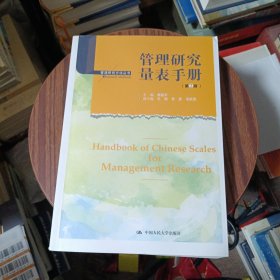 管理研究
量表手册
Handbook of Chinese Scales
for
Management Research
中国人民大学出版社